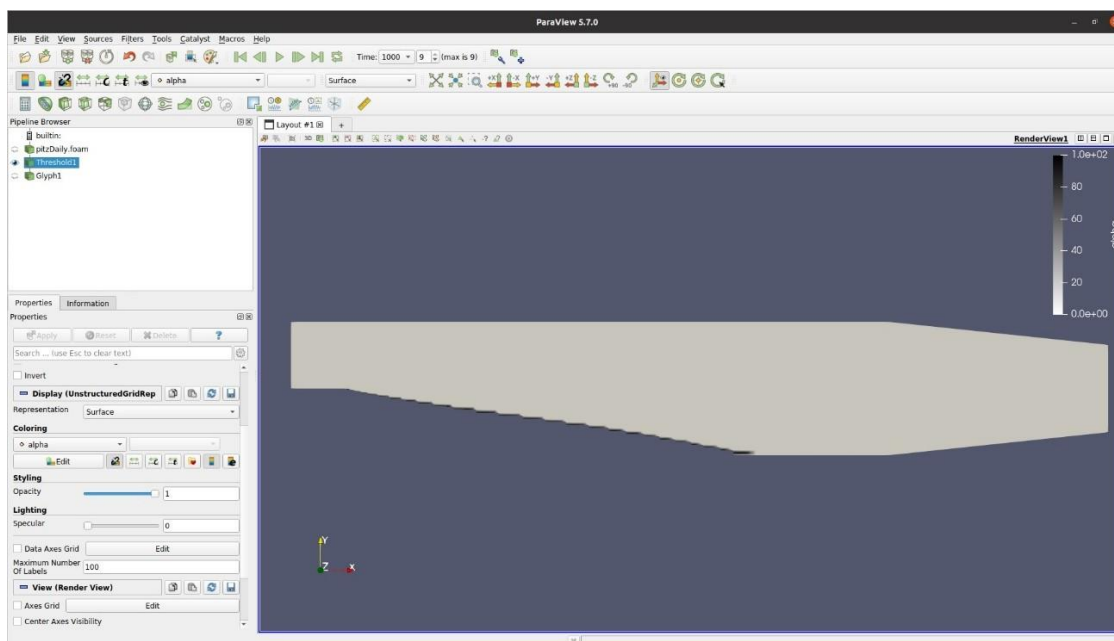 ParaView 5.7.0
File Edit View Sources Filters Tools Catalyst Macros Help
Time: 1000 9 (max is 9)
alpha Surface
Pipeline Browser
builtin:
pitzDaily.foam
Threshold1
Glyph1
Layout #1
RenderView1
1.0e+02
80
60
40
20
0.0e+00
alpha
Y
Z X
Properties Information
Properties
Apply Reset Delete ?
Search ... (use Esc to clear text)
Invert
Display (UnstructuredGridRep
Representation Surface
Coloring
alpha
Edit
Styling
Opacity 1
Lighting
Specular 0
Data Axes Grid Edit
Maximum Number Of Labels 100
View (Render View)
Axes Grid Edit
Center Axes Visibility